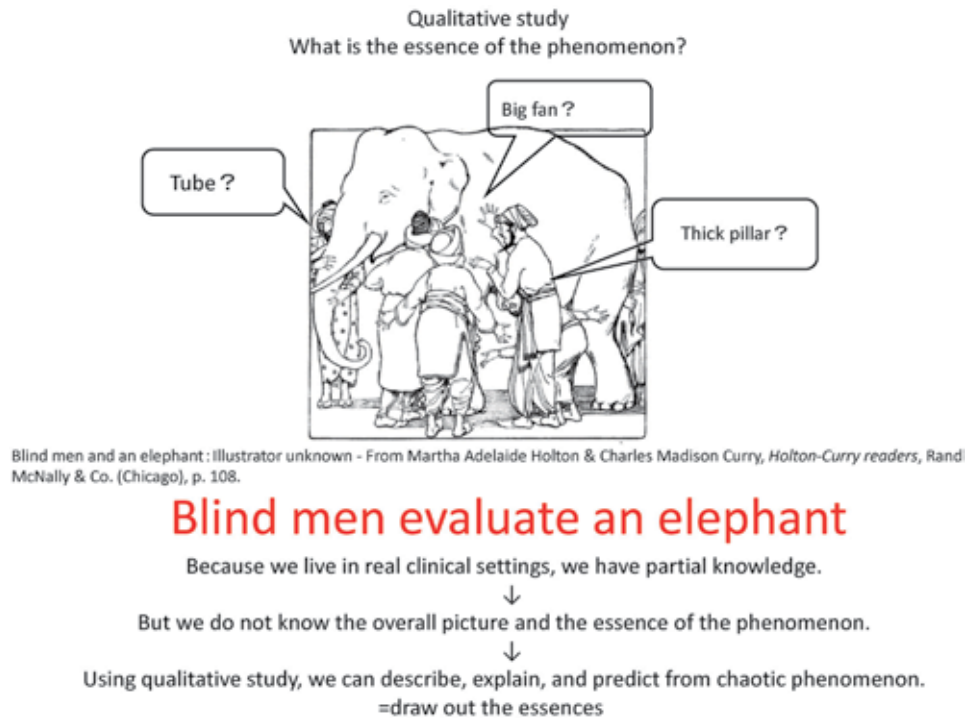 Qualitative study
What is the essence of the phenomenon?
Big fan？
Tube？
Thick pillar？
Blind men and an elephant：Illustrator unknown - From Martha Adelaide Holton & Charles Madison Curry, Holton-Curry readers, Rand
McNally & Co. (Chicago), p. 108.
Blind men evaluate an elephant
Because we live in real clinical settings, we have partial knowledge.
↓
But we do not know the overall picture and the essence of the phenomenon.
↓
Using qualitative study, we can describe, explain, and predict from chaotic phenomenon.
=draw out the essences